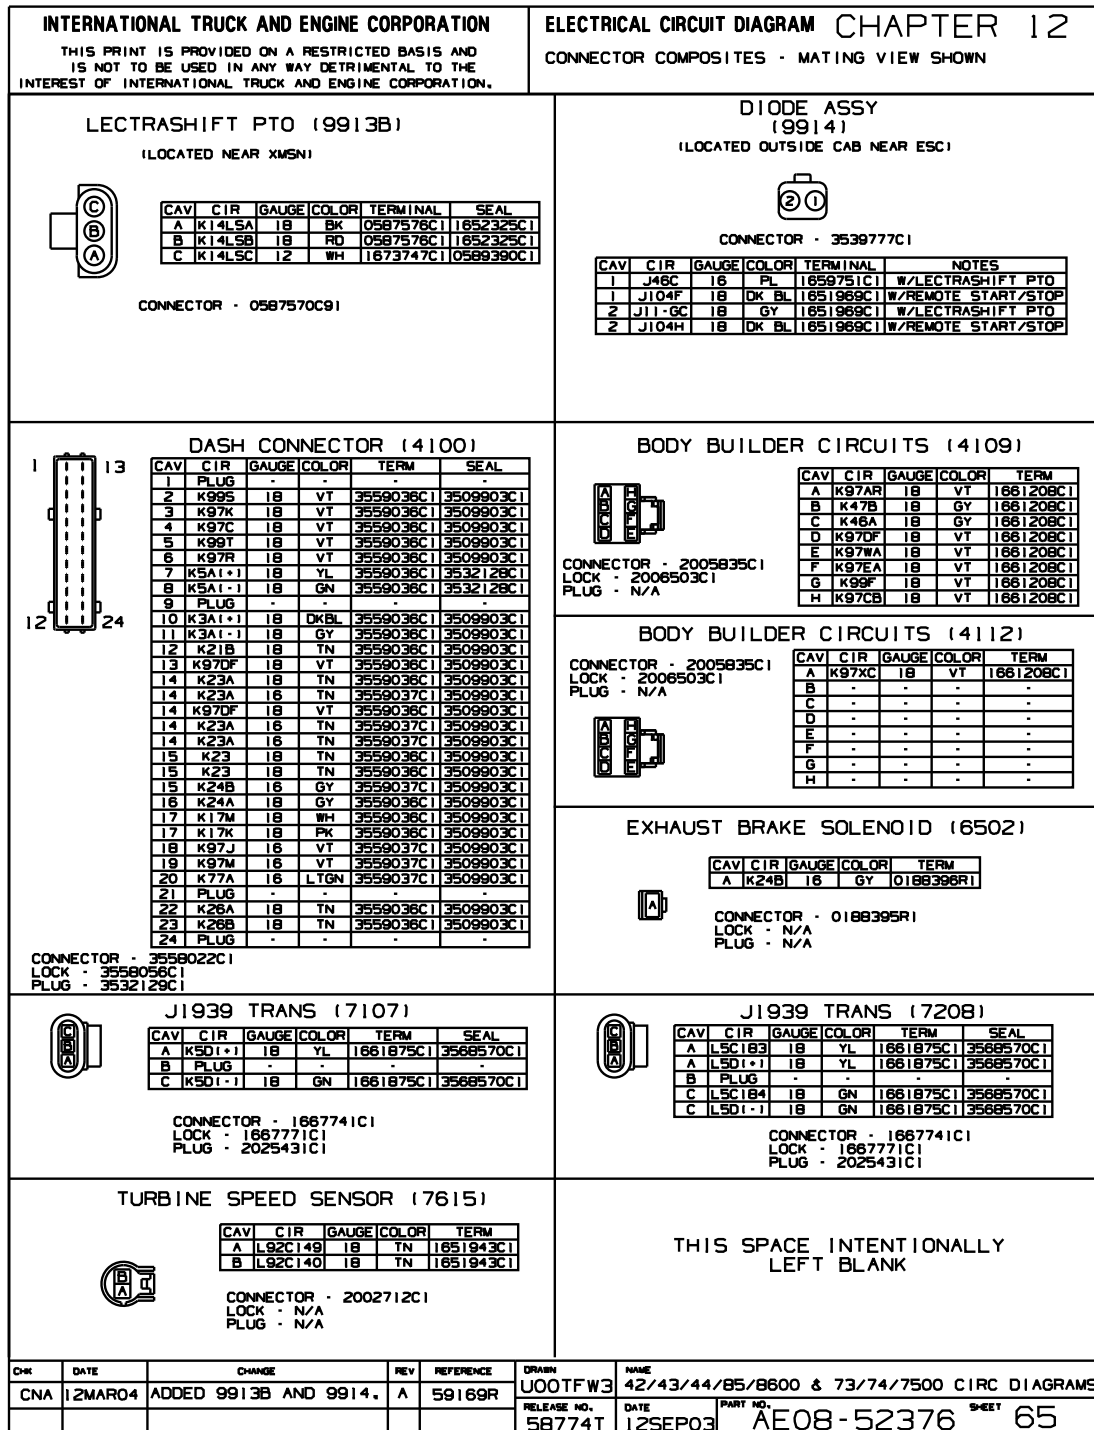 INTERNATIONAL TRUCK AND ENGINE CORPORATION
THIS PRINT IS PROVIDED ON A RESTRICTED BASIS AND
IS NOT TO BE USED IN ANY WAY DETRIMENTAL TO THE
INTEREST OF INTERNATIONAL TRUCK AND ENGINE CORPORATION.
ELECTRICAL CIRCUIT DIAGRAM CHAPTER 12
CONNECTOR COMPOSITES - MATING VIEW SHOWN
LECTRASHIFT PTO (9913B)
(LOCATED NEAR XMSN)
C
B
A
CAV CIR GAUGE COLOR TERMINAL SEAL
A K14LSA 18 BK 0587576C1 1652325C1
B K14LSB 18 RD 0587576C1 1652325C1
C K14LSC 12 WH 1673747C1 0589390C1
CONNECTOR - 0587570C91
DIODE ASSY
(9914)
(LOCATED OUTSIDE CAB NEAR ESC)
2 1
CONNECTOR - 3539777C1
CAV CIR GAUGE COLOR TERMINAL NOTES
1 J46C 16 PL 1659751C1 W/LECTRASHIFT PTO
1 J104F 18 DK BL 1651969C1 W/REMOTE START/STOP
2 J11-GC 18 GY 1651969C1 W/LECTRASHIFT PTO
2 J104H 18 DK BL 1651969C1 W/REMOTE START/STOP
DASH CONNECTOR (4100)
1 13
12 24
CAV CIR GAUGE COLOR TERM SEAL
1 PLUG - - - -
2 K99S 18 VT 3559036C1 3509903C1
3 K97K 18 VT 3559036C1 3509903C1
4 K97C 18 VT 3559036C1 3509903C1
5 K99T 18 VT 3559036C1 3509903C1
6 K97R 18 VT 3559036C1 3509903C1
7 K5A(+) 18 YL 3559036C1 3532128C1
8 K5A(-) 18 GN 3559036C1 3532128C1
9 PLUG - - - -
10 K3A(+) 18 DKBL 3559036C1 3509903C1
11 K3A(-) 18 GY 3559036C1 3509903C1
12 K21B 18 TN 3559036C1 3509903C1
13 K97DF 18 VT 3559036C1 3509903C1
14 K23A 18 TN 3559036C1 3509903C1
14 K23A 16 TN 3559037C1 3509903C1
14 K97DF 18 VT 3559036C1 3509903C1
14 K23A 16 TN 3559037C1 3509903C1
14 K23A 16 TN 3559037C1 3509903C1
15 K23 18 TN 3559036C1 3509903C1
15 K23 18 TN 3559036C1 3509903C1
15 K24B 16 GY 3559037C1 3509903C1
16 K24A 18 GY 3559036C1 3509903C1
17 K17M 18 WH 3559036C1 3509903C1
17 K17K 18 PK 3559036C1 3509903C1
18 K97J 16 VT 3559037C1 3509903C1
19 K97M 16 VT 3559037C1 3509903C1
20 K77A 16 LTGN 3559037C1 3509903C1
21 PLUG - - - -
22 K26A 18 TN 3559036C1 3509903C1
23 K26B 18 TN 3559036C1 3509903C1
24 PLUG - - - -
CONNECTOR - 3558022C1
LOCK - 3558056C1
PLUG - 3532129C1
BODY BUILDER CIRCUITS (4109)
A H
B G
C F
D E
CONNECTOR - 2005835C1
LOCK - 2006503C1
PLUG - N/A
CAV CIR GAUGE COLOR TERM
A K97AR 18 VT 1661208C1
B K47B 18 GY 1661208C1
C K46A 18 GY 1661208C1
D K97DF 18 VT 1661208C1
E K97WA 18 VT 1661208C1
F K97EA 18 VT 1661208C1
G K99F 18 VT 1661208C1
H K97CB 18 VT 1661208C1
BODY BUILDER CIRCUITS (4112)
CONNECTOR - 2005835C1
LOCK - 2006503C1
PLUG - N/A
A H
B G
C F
D E
CAV CIR GAUGE COLOR TERM
A K97XC 18 VT 1661208C1
B - - - -
C - - - -
D - - - -
E - - - -
F - - - -
G - - - -
H - - - -
EXHAUST BRAKE SOLENOID (6502)
A
CAV CIR GAUGE COLOR TERM
A K24B 16 GY 0188396R1
CONNECTOR - 0188395R1
LOCK - N/A
PLUG - N/A
J1939 TRANS (7107)
C
B
A
CAV CIR GAUGE COLOR TERM SEAL
A K5D(+) 18 YL 1661875C1 3568570C1
B PLUG - - - -
C K5D(-) 18 GN 1661875C1 3568570C1
CONNECTOR - 1667741C1
LOCK - 1667771C1
PLUG - 2025431C1
J1939 TRANS (7208)
C
B
A
CAV CIR GAUGE COLOR TERM SEAL
A L5C183 18 YL 1661875C1 3568570C1
A L5D(+) 18 YL 1661875C1 3568570C1
B PLUG - - - -
C L5C184 18 GN 1661875C1 3568570C1
C L5D(-) 18 GN 1661875C1 3568570C1
CONNECTOR - 1667741C1
LOCK - 1667771C1
PLUG - 2025431C1
TURBINE SPEED SENSOR (7615)
B
A
CAV CIR GAUGE COLOR TERM
A L92C149 18 TN 1651943C1
B L92C140 18 TN 1651943C1
CONNECTOR - 2002712C1
LOCK - N/A
PLUG - N/A
THIS SPACE INTENTIONALLY
LEFT BLANK
CHK DATE CHANGE REV REFERENCE
CNA 12MAR04 ADDED 9913B AND 9914. A 59169R
DRAWN NAME
U00TFW3 42/43/44/85/8600 & 73/74/7500 CIRC DIAGRAMS
RELEASE NO. DATE PART NO. SHEET
58774T 12SEP03 AE08-52376 65